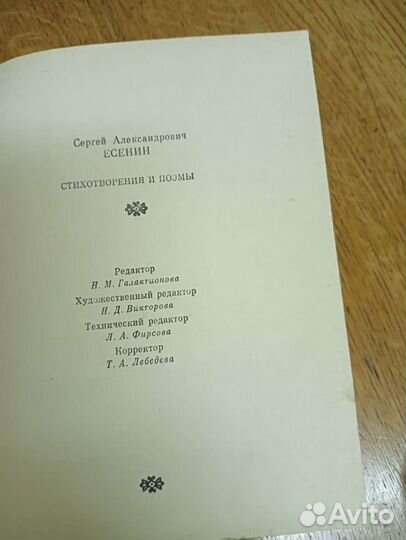 Сергей Александрович
ЕСЕНИН
СТИХОТВОРЕНИЯ И ПОЭМЫ
Редактор
Н. М. Галактионова
Художественный редактор
Н. Д. Викторова
Технический редактор
Л. А. Фирсова
Корректор
Т. А. Лебедева
Avito